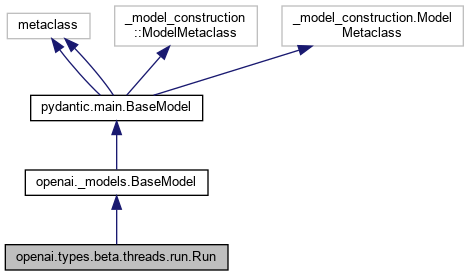 metaclass
_model_construction
::ModelMetaclass
_model_construction.Model
Metaclass
pydantic.main.BaseModel
openai._models.BaseModel
openai.types.beta.threads.run.Run